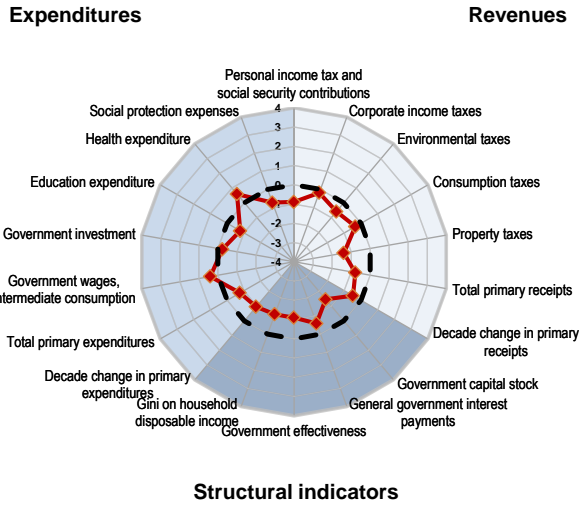 Expenditures
Revenues
Personal income tax and
social security contributions
Social protection expenses
Corporate income taxes
Health expenditure
Environmental taxes
Education expenditure
Consumption taxes
Government investment
Property taxes
Government wages,
intermediate consumption
Total primary receipts
Total primary expenditures
Decade change in primary
receipts
Decade change in primary
expenditures
Government capital stock
Gini on household
disposable income
General government interest
payments
Government effectiveness
4
3
2
1
0
-2
-3
-4
Structural indicators